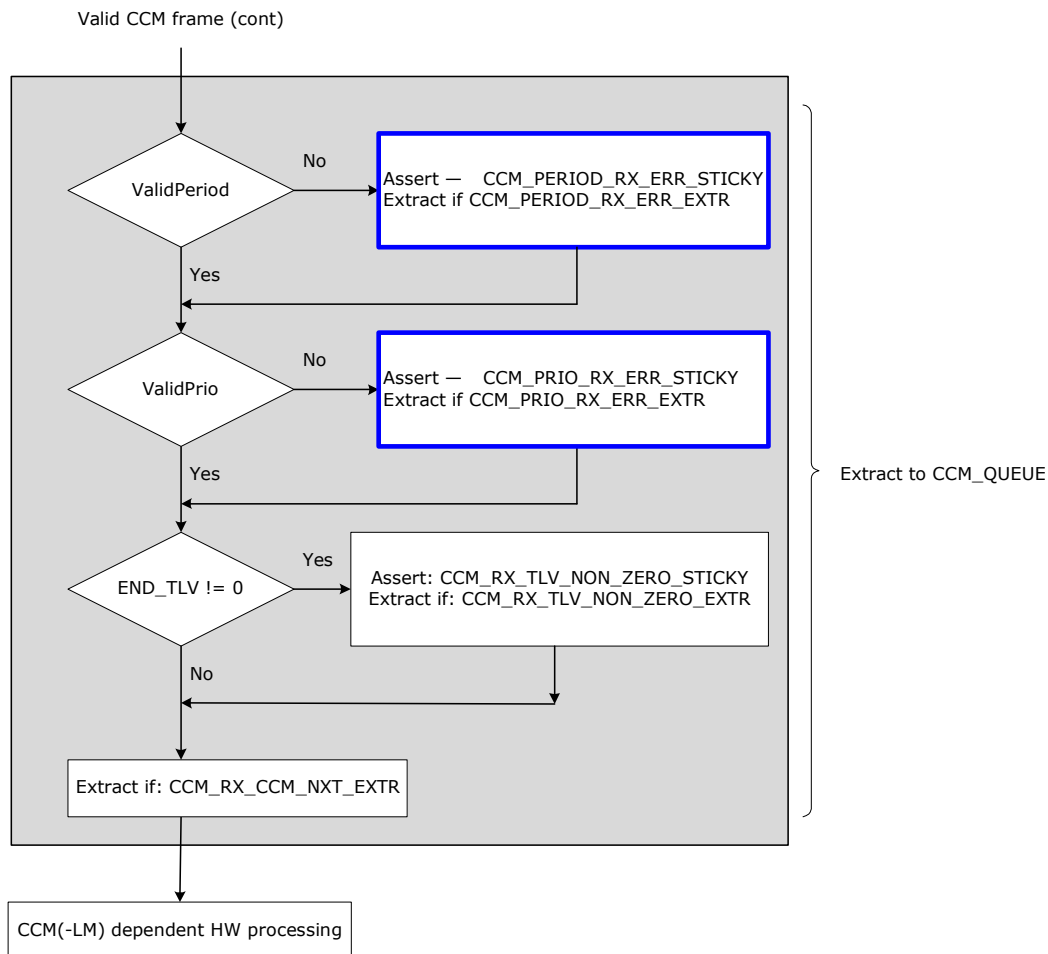 Valid CCM frame (cont)
ValidPeriod
No
Assert — CCM_PERIOD_RX_ERR_STICKY
Extract if CCM_PERIOD_RX_ERR_EXTR
Yes
ValidPrio
No
Assert — CCM_PRIO_RX_ERR_STICKY
Extract if CCM_PRIO_RX_ERR_EXTR
Yes
Extract to CCM_QUEUE
END_TLV != 0
Yes
Assert: CCM_RX_TLV_NON_ZERO_STICKY
Extract if: CCM_RX_TLV_NON_ZERO_EXTR
No
Extract if: CCM_RX_CCM_NXT_EXTR
CCM(-LM) dependent HW processing